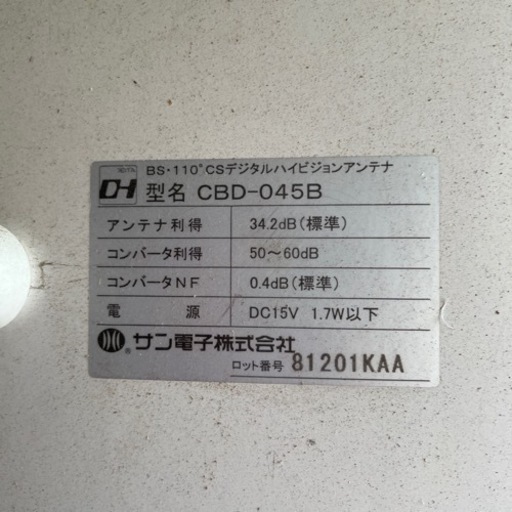 BS・110°CSデジタルハイビジョンアンテナ
DH
型名 CBD-045B
アンテナ利得 34.2dB(標準)
コンバータ利得 50～60dB
コンバータNF 0.4dB(標準)
電源 DC15V 1.7W以下
サン電子株式会社
ロット番号 81201KAA